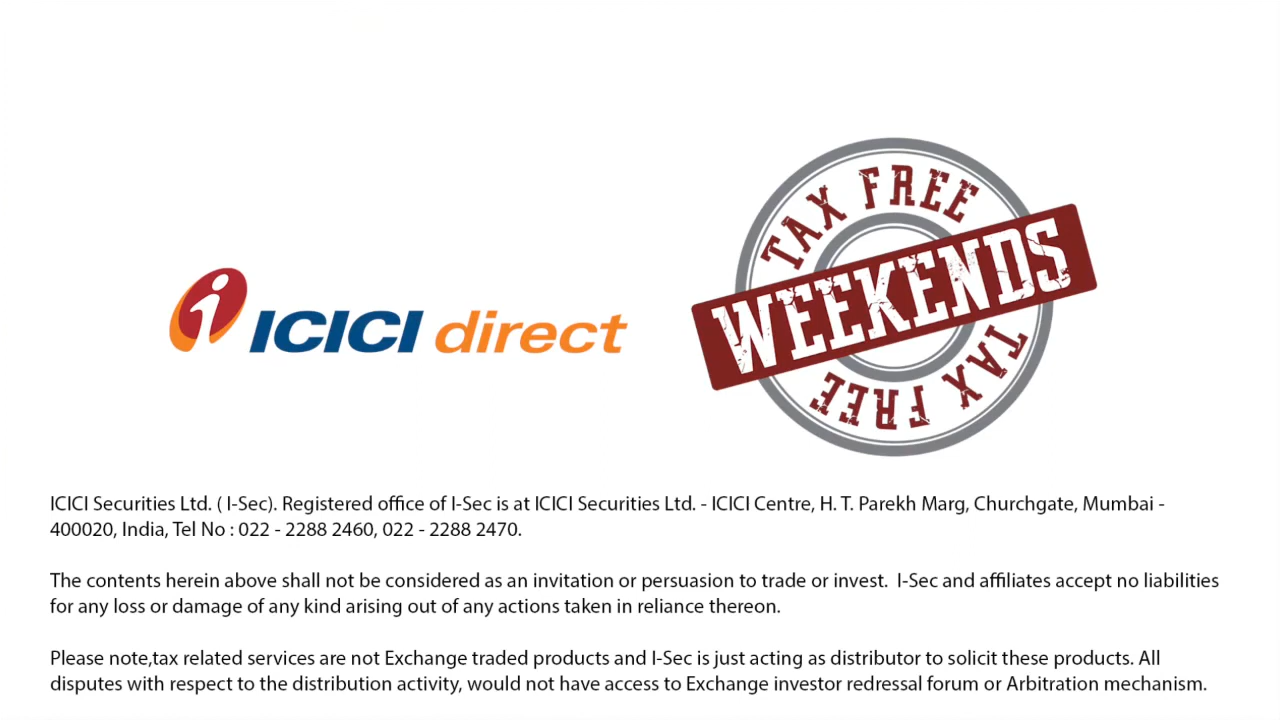 ICICI direct
TAX FREE
WEEKENDS
TAX FREE
ICICI Securities Ltd. ( I-Sec). Registered office of I-Sec is at ICICI Securities Ltd. - ICICI Centre, H. T. Parekh Marg, Churchgate, Mumbai -
400020, India, Tel No : 022 - 2288 2460, 022 - 2288 2470.
The contents herein above shall not be considered as an invitation or persuasion to trade or invest.  I-Sec and affiliates accept no liabilities
for any loss or damage of any kind arising out of any actions taken in reliance thereon.
Please note,tax related services are not Exchange traded products and I-Sec is just acting as distributor to solicit these products. All
disputes with respect to the distribution activity, would not have access to Exchange investor redressal forum or Arbitration mechanism.